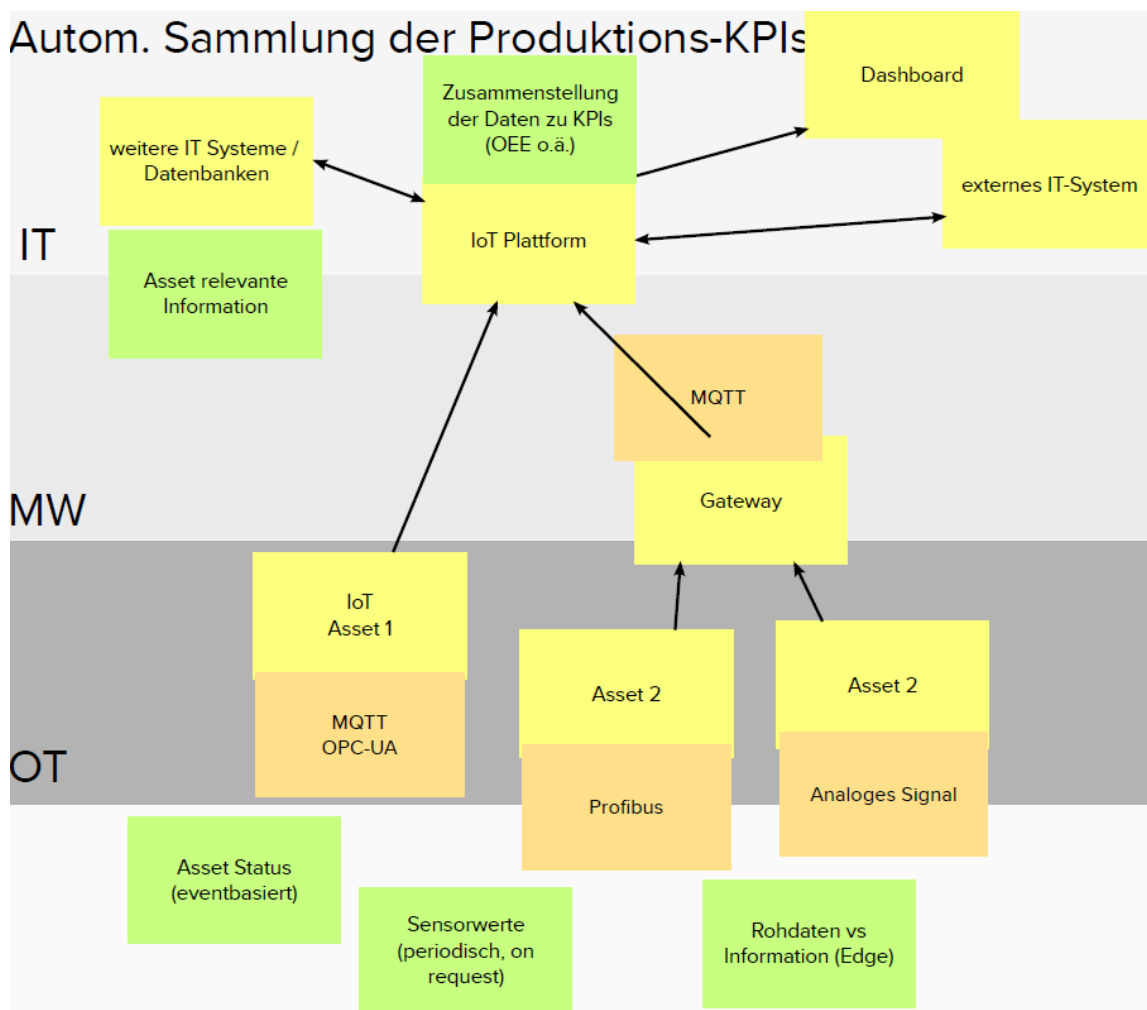 Autom. Sammlung der Produktions-KPIs
Dashboard
Zusammenstellung
der Daten zu KPIs
(OEE o.ä.)
weitere IT Systeme /
Datenbanken
externes IT-System
IoT Plattform
IT
Asset relevante
Information
MQTT
Gateway
MW
IoT
Asset 1
Asset 2
Asset 2
MQTT
OPC-UA
OT
Profibus
Analoges Signal
Asset Status
(eventbasiert)
Sensorwerte
(periodisch, on
request)
Rohdaten vs
Information (Edge)